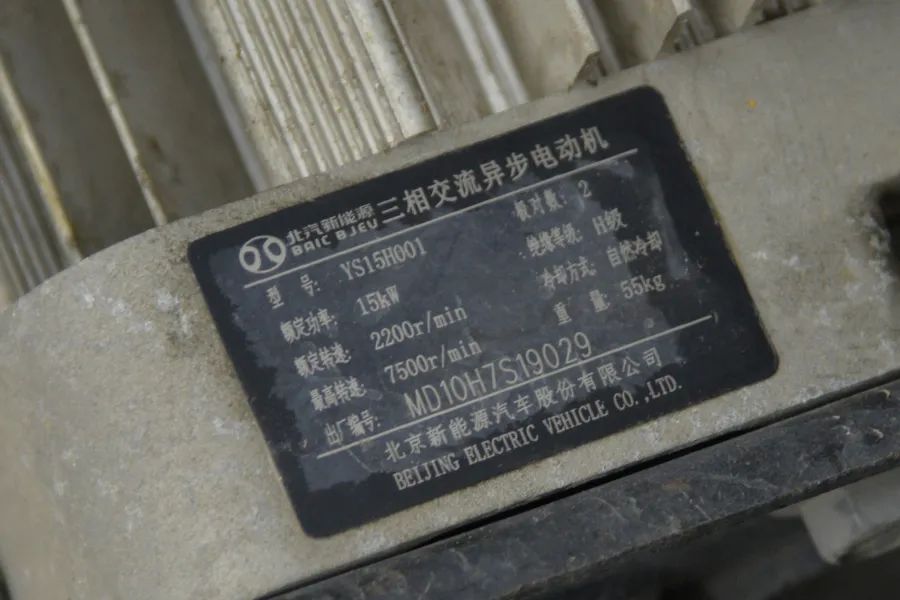 北汽新能源 BAIC BJEV 三相交流异步电动机
型 号: YS15H001 极对数: 2
额定功率: 15kW 绝缘等级: H级
额定转速: 2200r/min 冷却方式: 自然冷却
最高转速: 7500r/min 重 量: 55kg
出厂编号: MD10H7S19029
北京新能源汽车股份有限公司
BEIJING ELECTRIC VEHICLE CO.,LTD.